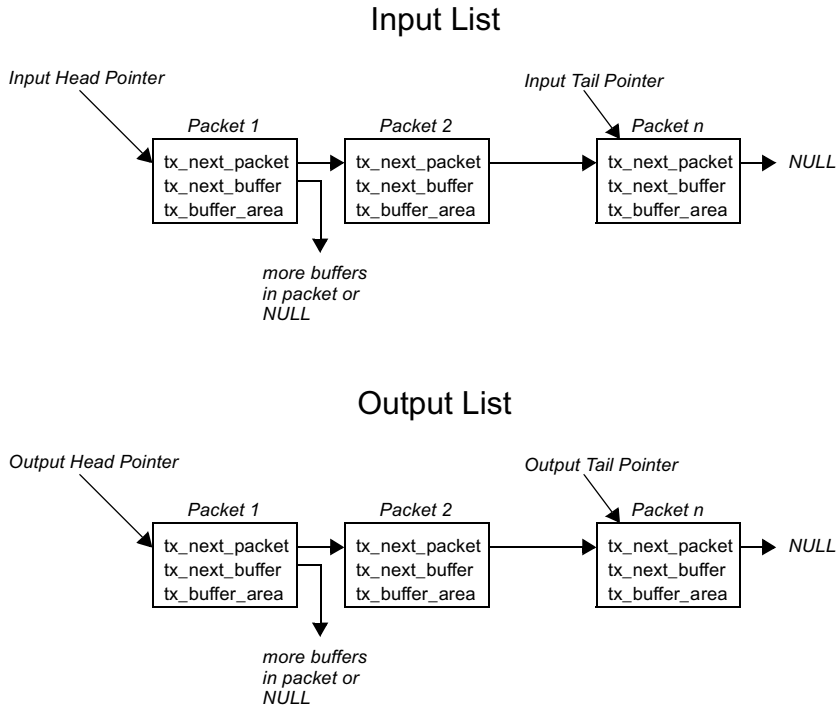 Input List
Input Head Pointer
Input Tail Pointer
Packet 1
Packet 2
Packet n
tx_next_packet
tx_next_buffer
tx_buffer_area
tx_next_packet
tx_next_buffer
tx_buffer_area
tx_next_packet
tx_next_buffer
tx_buffer_area
NULL
more buffers
in packet or
NULL
Output List
Output Head Pointer
Output Tail Pointer
Packet 1
Packet 2
Packet n
tx_next_packet
tx_next_buffer
tx_buffer_area
tx_next_packet
tx_next_buffer
tx_buffer_area
tx_next_packet
tx_next_buffer
tx_buffer_area
NULL
more buffers
in packet or
NULL